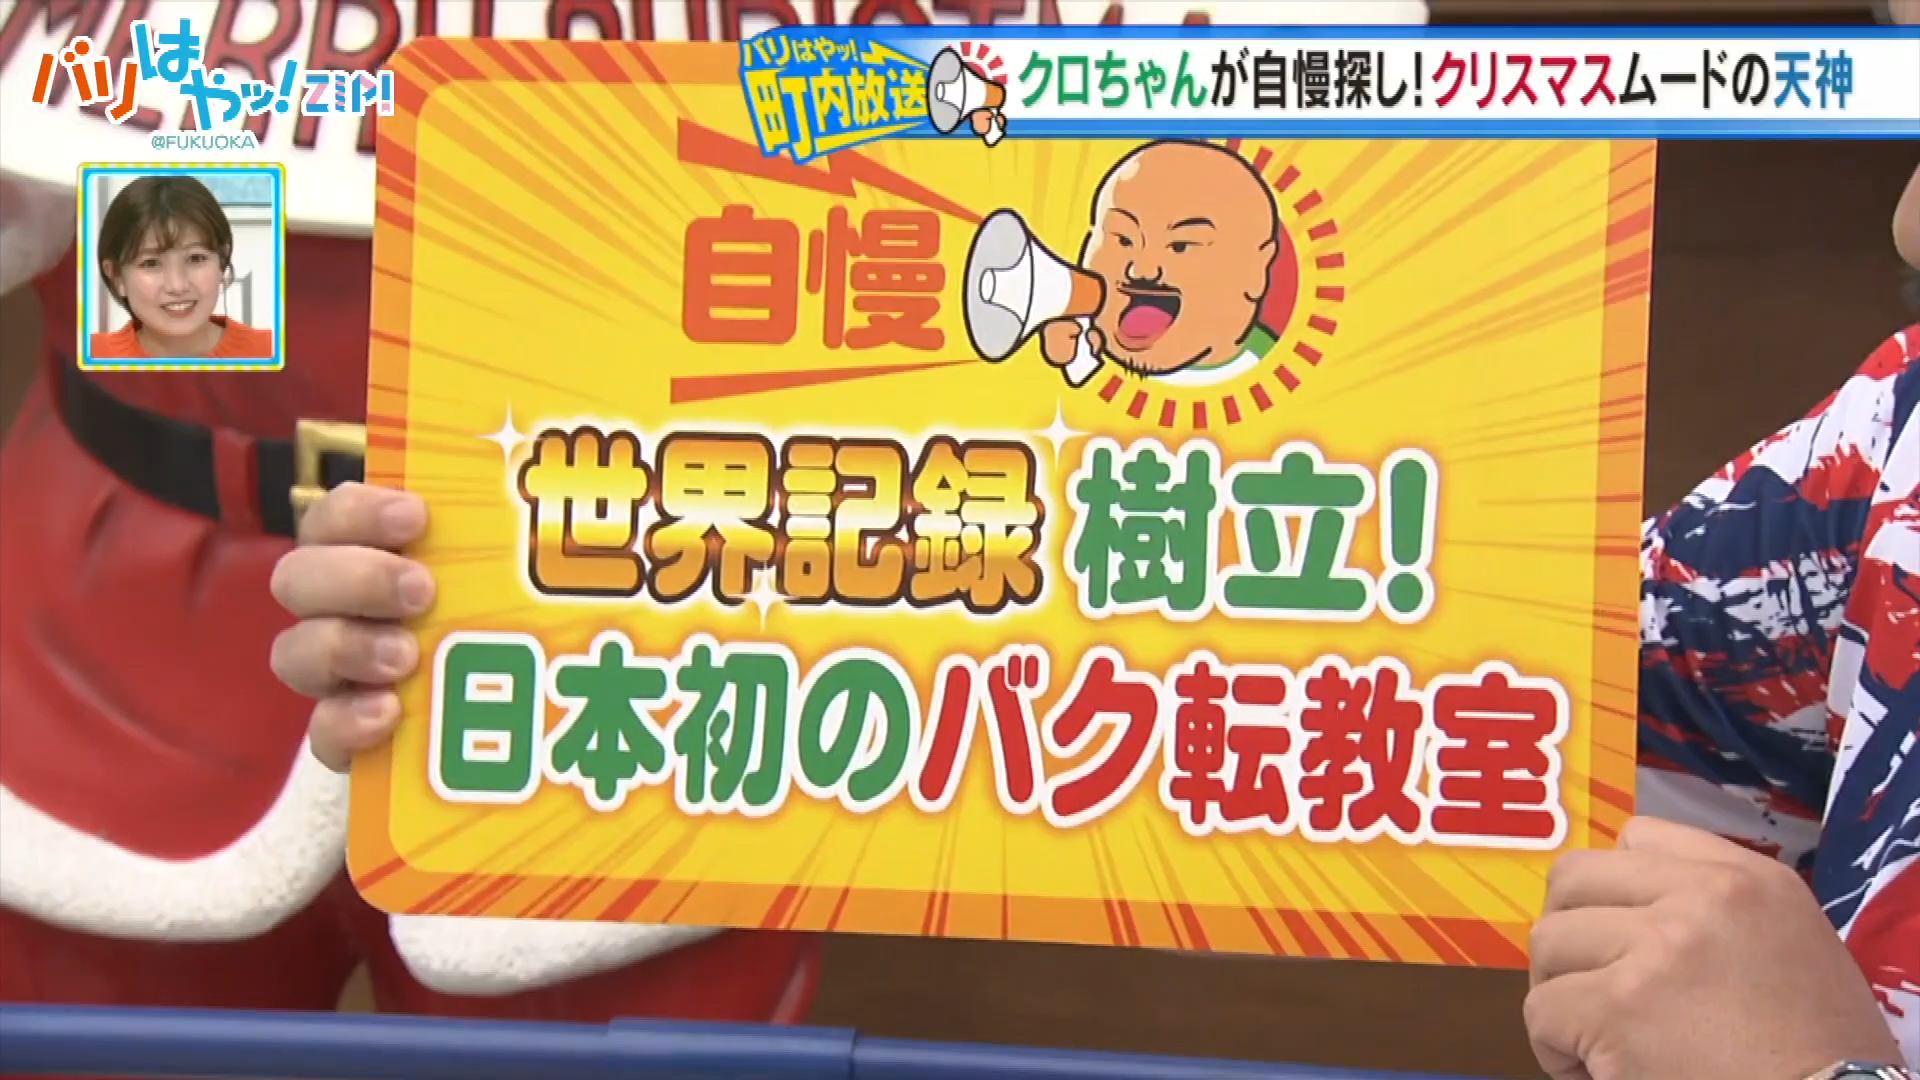 MERRY CHRISTMAS
バリはやッ!ZIP!
@FUKUOKA
バリはやッ!
町内放送
クロちゃんが自慢探し!クリスマスムードの天神
自慢
世界記録 樹立!
日本初のバク転教室